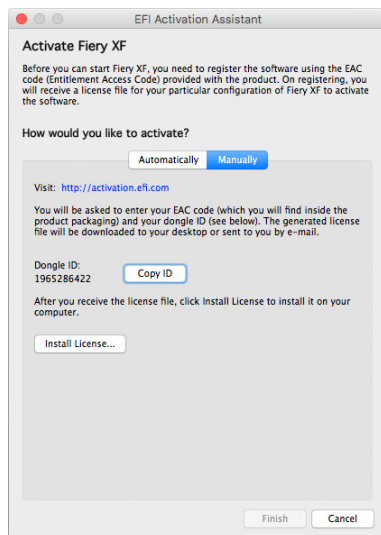 EFI Activation Assistant
Activate Fiery XF
Before you can start Fiery XF, you need to register the software using the EAC
code (Entitlement Access Code) provided with the product. On registering, you
will receive a license file for your particular configuration of Fiery XF to activate
the software.
How would you like to activate?
Automatically Manually
Visit: http://activation.efi.com
You will be asked to enter your EAC code (which you will find inside the
product packaging) and your dongle ID (see below). The generated license
file will be downloaded to your desktop or sent to you by e-mail.
Dongle ID:
1965286422
Copy ID
After you receive the license file, click Install License to install it on your
computer.
Install License...
Finish Cancel